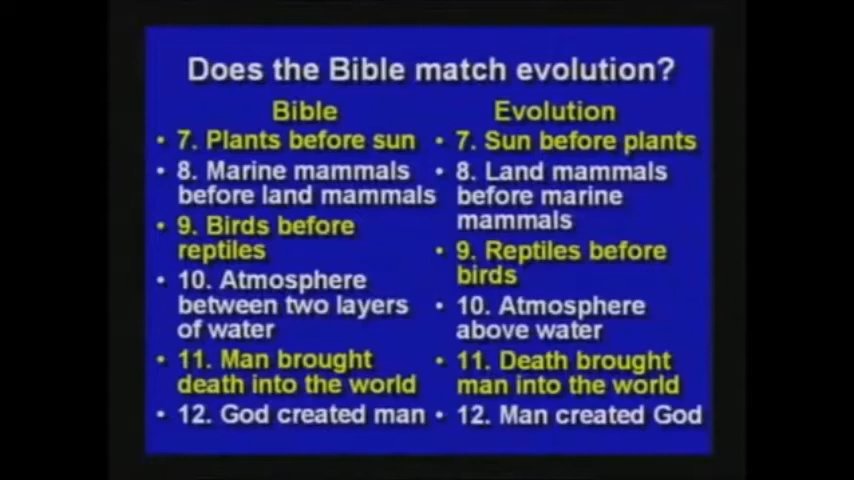 Does the Bible match evolution?
Bible
• 7. Plants before sun
• 8. Marine mammals
before land mammals
• 9. Birds before
reptiles
• 10. Atmosphere
between two layers
of water
• 11. Man brought
death into the world
• 12. God created man
Evolution
• 7. Sun before plants
• 8. Land mammals
before marine
mammals
• 9. Reptiles before
birds
• 10. Atmosphere
above water
• 11. Death brought
man into the world
• 12. Man created God